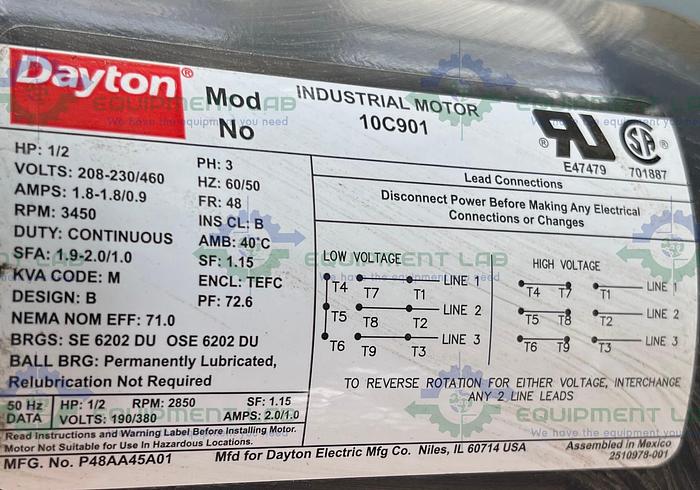 Dayton®
Mod No
INDUSTRIAL MOTOR
10C901
HP: 1/2
VOLTS: 208-230/460
AMPS: 1.8-1.8/0.9
RPM: 3450
DUTY: CONTINUOUS
SFA: 1.9-2.0/1.0
KVA CODE: M
DESIGN: B
NEMA NOM EFF: 71.0
BRGS: SE 6202 DU OSE 6202 DU
BALL BRG: Permanently Lubricated,
Relubrication Not Required
PH: 3
HZ: 60/50
FR: 48
INS CL: B
AMB: 40°C
SF: 1.15
ENCL: TEFC
PF: 72.6
50 Hz DATA
HP: 1/2 RPM: 2850 SF: 1.15
VOLTS: 190/380 AMPS: 2.0/1.0
Read Instructions and Warning Label Before Installing Motor.
Motor Not Suitable for Use In Hazardous Locations.
MFG. No. P48AA45A01
Mfd for Dayton Electric Mfg Co. Niles, IL 60714 USA
® RU ®
E47479
SA
701887
Lead Connections
Disconnect Power Before Making Any Electrical
Connections or Changes
LOW VOLTAGE
T4 T7 T1 LINE 1
T5 T8 T2 LINE 2
T6 T9 T3 LINE 3
HIGH VOLTAGE
T4 T7 T1 LINE 1
T5 T8 T2 LINE 2
T6 T9 T3 LINE 3
TO REVERSE ROTATION FOR EITHER VOLTAGE, INTERCHANGE
ANY 2 LINE LEADS
Assembled in Mexico
2510978-001
EQUIPMENT LAB
We have the equipment you need